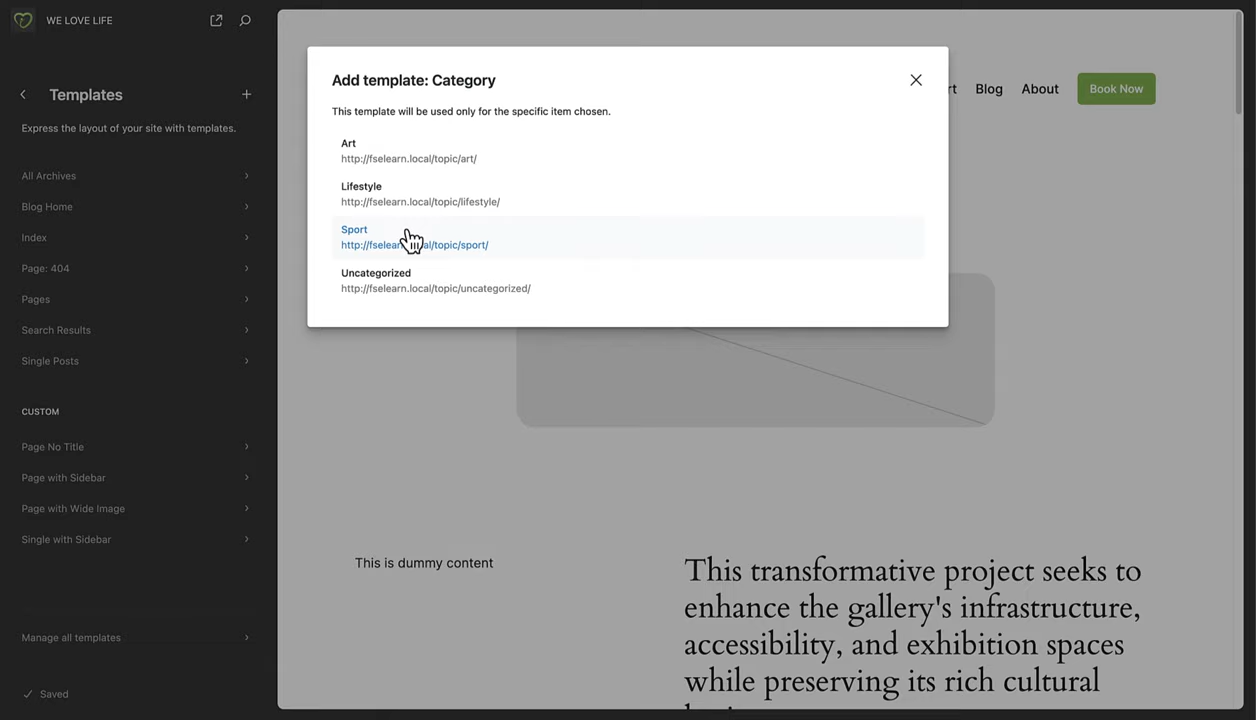 WE LOVE LIFE
Templates
Express the layout of your site with templates.
All Archives
Blog Home
Index
Page: 404
Pages
Search Results
Single Posts
CUSTOM
Page No Title
Page with Sidebar
Page with Wide Image
Single with Sidebar
Manage all templates
Saved
Add template: Category
This template will be used only for the specific item chosen.
Art
http://fselearn.local/topic/art/
Lifestyle
http://fselearn.local/topic/lifestyle/
Sport
http://fselearn.local/topic/sport/
Uncategorized
http://fselearn.local/topic/uncategorized/
Blog About Book Now
This is dummy content
This transformative project seeks to
enhance the gallery's infrastructure,
accessibility, and exhibition spaces
while preserving its rich cultural